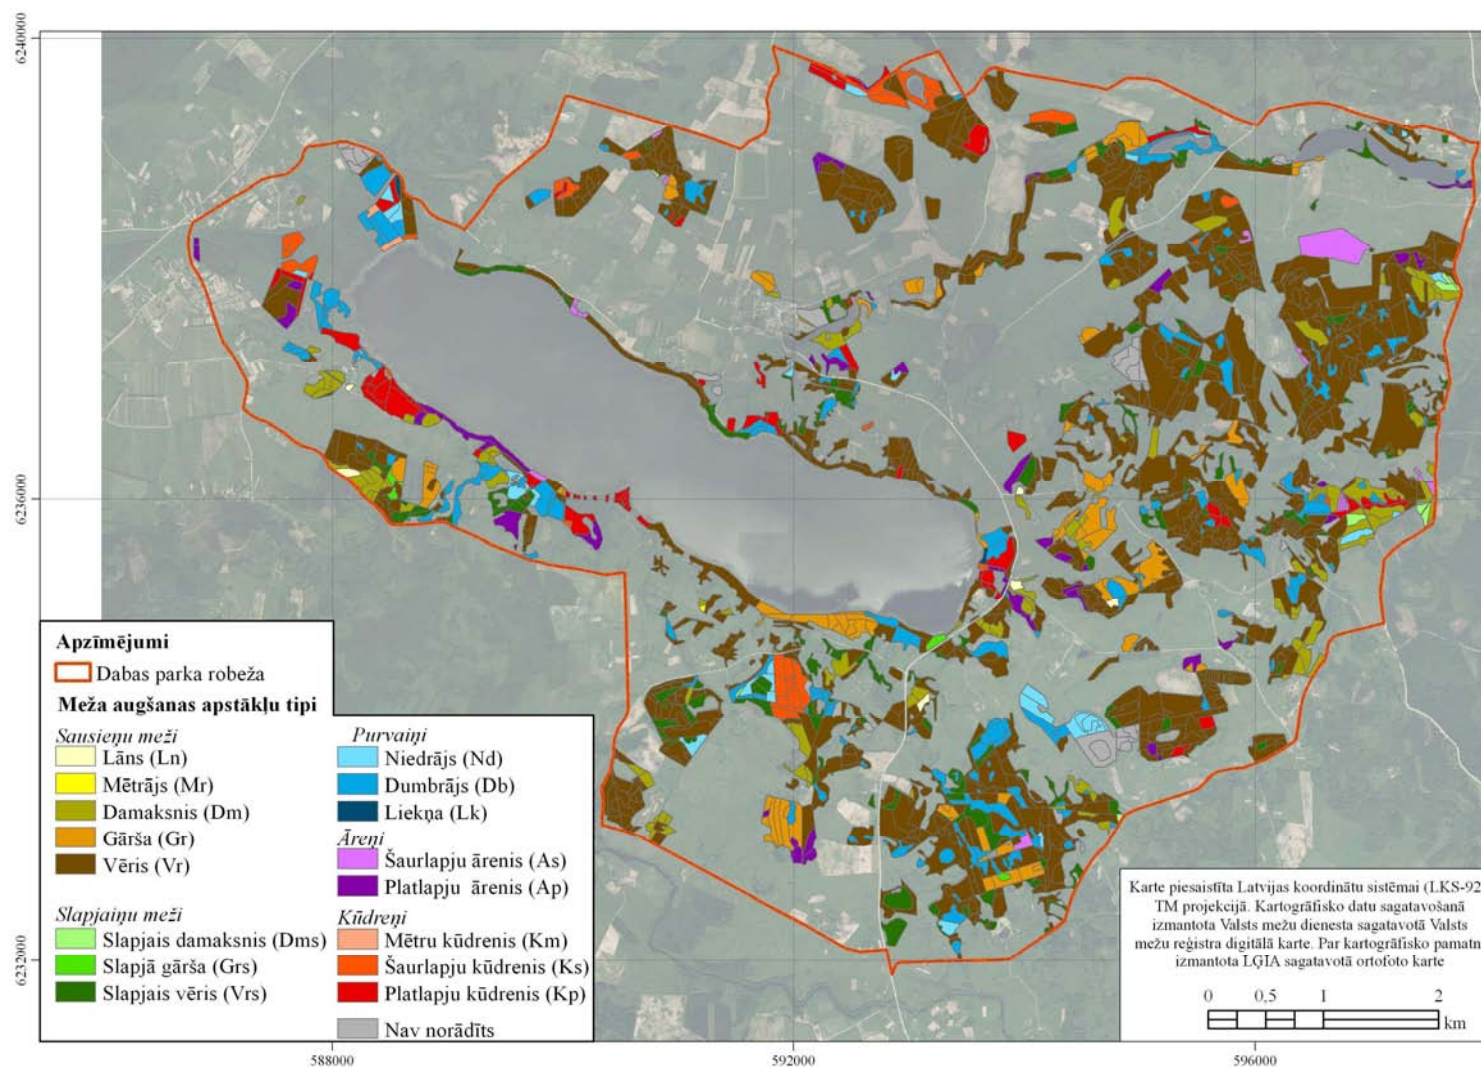 6240000
6236000
6232000
588000
592000
596000
Apzīmējumi
Dabas parka robeža
Meža augšanas apstākļu tipi
Sausieņu meži
Lāns (Ln)
Mētrājs (Mr)
Damaksnis (Dm)
Gārša (Gr)
Vēris (Vr)
Slapjaiņu meži
Slapjais damaksnis (Dms)
Slapjā gārša (Grs)
Slapjais vēris (Vrs)
Purvaiņi
Niedrājs (Nd)
Dumbrājs (Db)
Liekņa (Lk)
Āreņi
Šaurlapju ārenis (As)
Platlapju ārenis (Ap)
Kūdreņi
Mētru kūdrenis (Km)
Šaurlapju kūdrenis (Ks)
Platlapju kūdrenis (Kp)
Nav norādīts
Karte piesaistīta Latvijas koordinātu sistēmai (LKS-92
TM projekcijā. Kartogrāfisko datu sagatavošanā
izmantota Valsts mežu dienesta sagatavotā Valsts
mežu reģistra digitālā karte. Par kartogrāfisko pamatn
izmantota LĢIA sagatavotā ortofoto karte
0 0,5 1 2
km